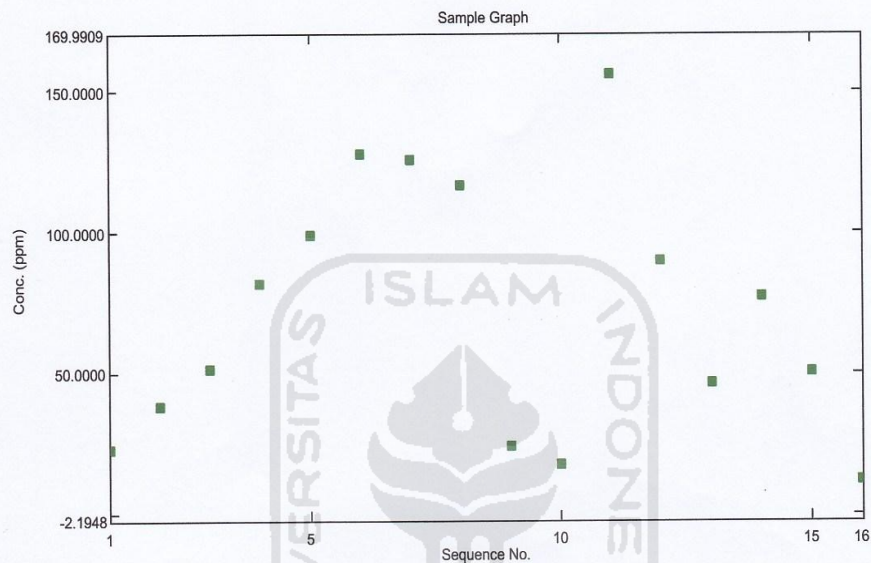 Sample Graph
169.9909
150.0000
100.0000
50.0000
-2.1948
Conc. (ppm)
1
5
10
15
16
Sequence No.
ISLAM
VERSITAS
INDONE